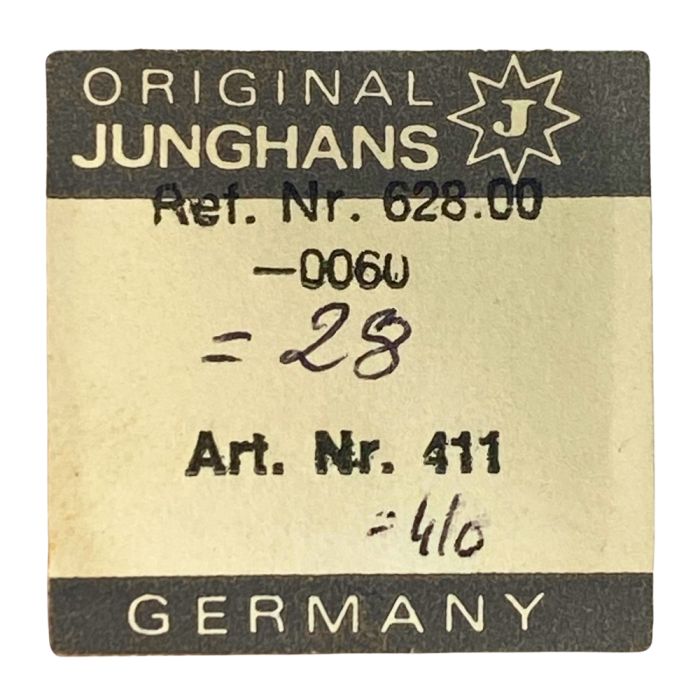 ORIGINAL
JUNGHANS J
Ref. Nr. 628.00
-0060
= 28
Art. Nr. 411
= 410
GERMANY